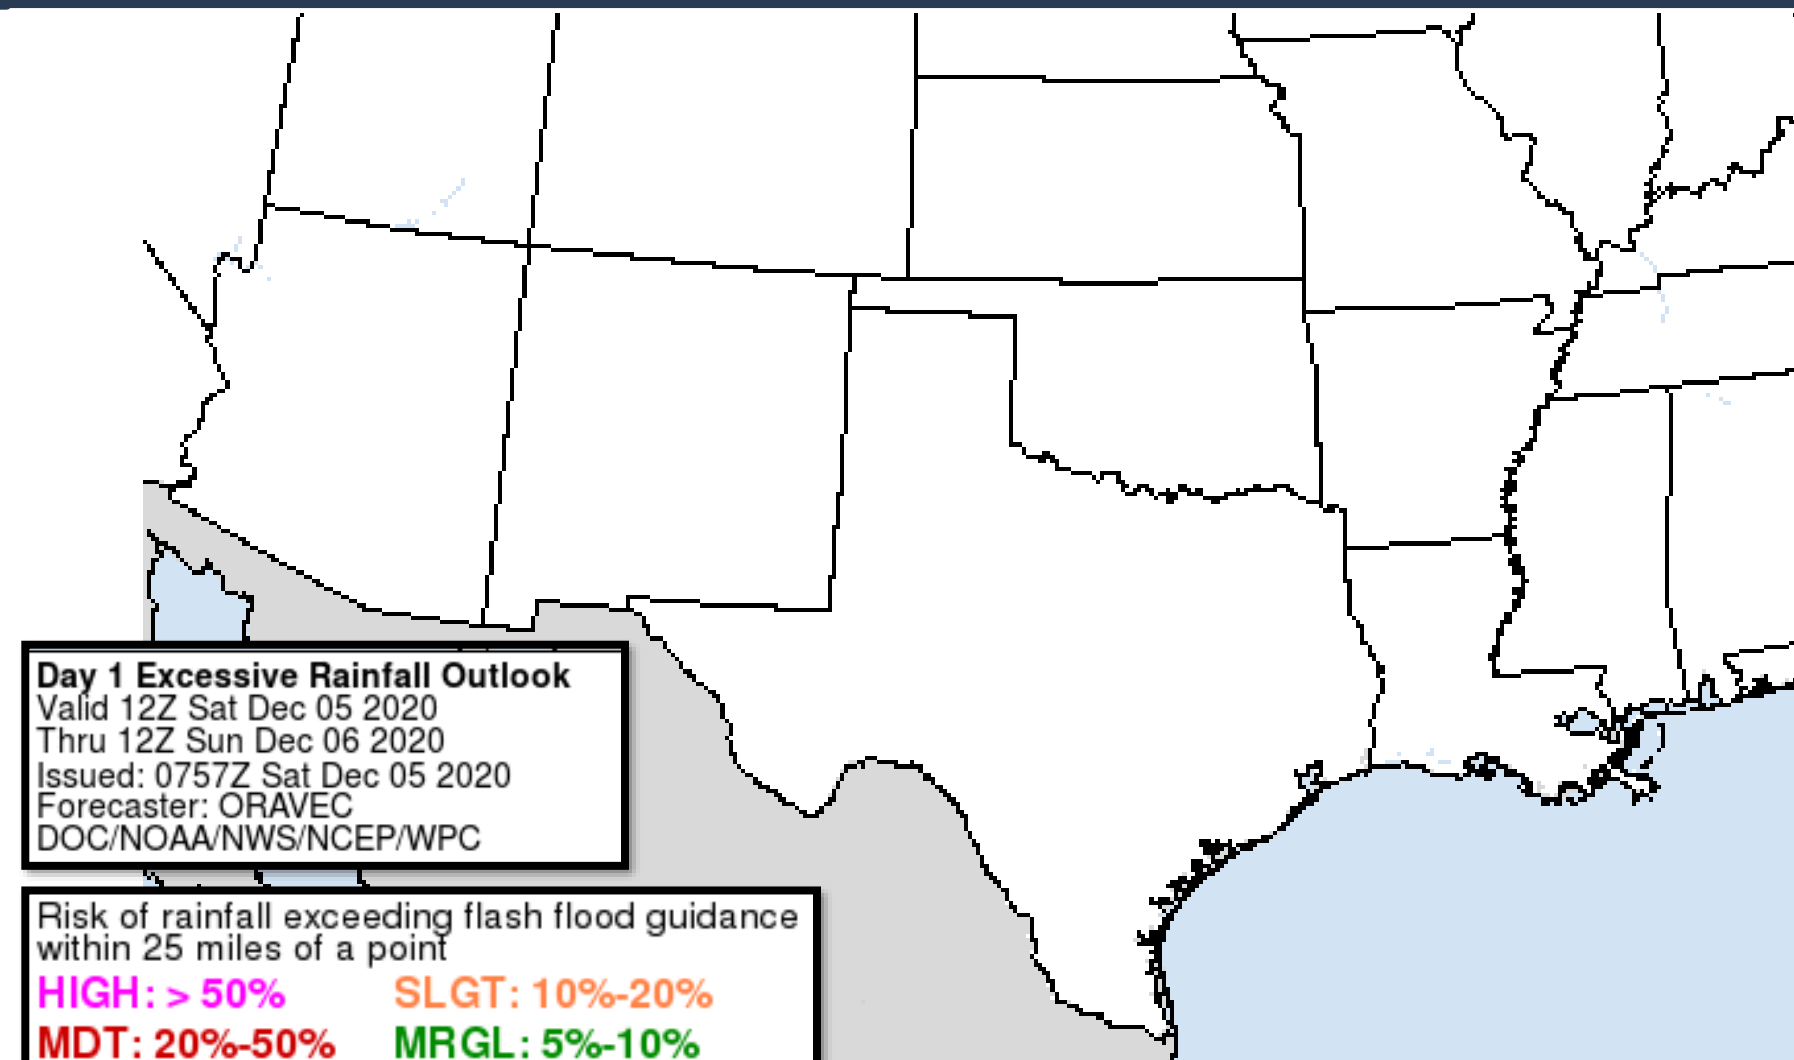 Day 1 Excessive Rainfall Outlook
Valid 12Z Sat Dec 05 2020
Thru 12Z Sun Dec 06 2020
Issued: 0757Z Sat Dec 05 2020
Forecaster: ORAVEC
DOC/NOAA/NWS/NCEP/WPC
Risk of rainfall exceeding flash flood guidance
within 25 miles of a point
HIGH: > 50% SLGT: 10%-20%
MDT: 20%-50% MRGL: 5%-10%